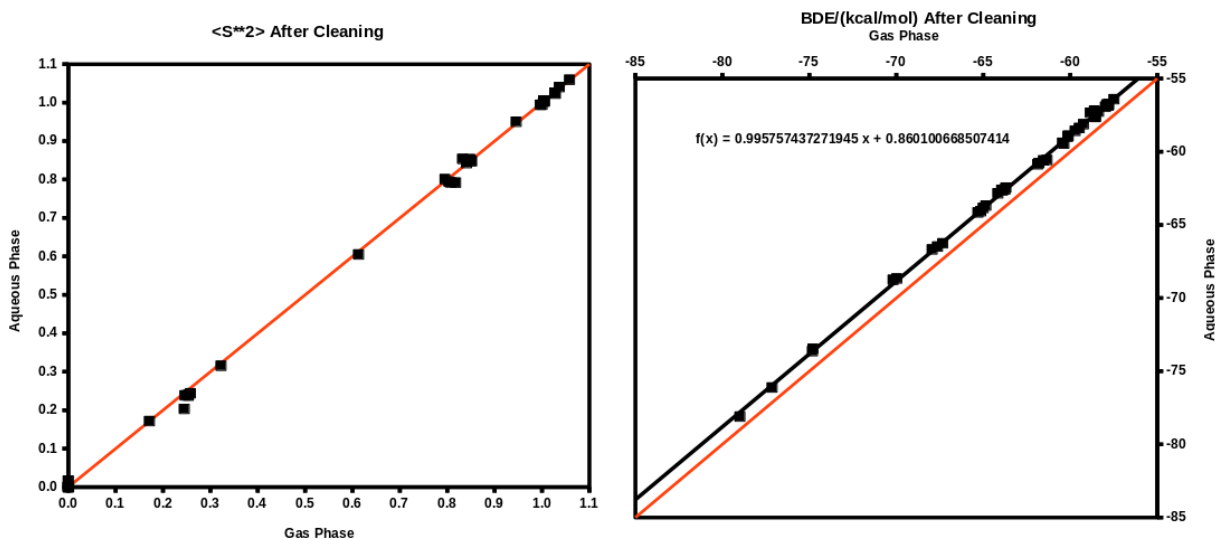 <S**2> After Cleaning
1.1
1.0
0.9
0.8
0.7
0.6
0.5
0.4
0.3
0.2
0.1
0.0
Aqueous Phase
0.0 0.1 0.2 0.3 0.4 0.5 0.6 0.7 0.8 0.9 1.0 1.1
Gas Phase
BDE/(kcal/mol) After Cleaning
Gas Phase
-85 -80 -75 -70 -65 -60 -55
f(x) = 0.995757437271945 x + 0.860100668507414
-55
-60
-65
-70
-75
-80
-85
Aqueous Phase